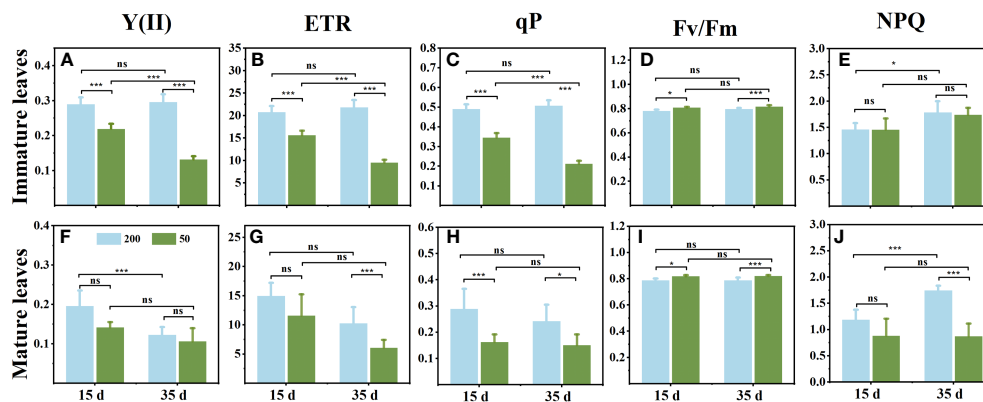 Y(II) ETR qP Fv/Fm NPQ
Immature leaves
A
0.4
0.3
0.2
0.1
ns
***
***
***
B
35
30
25
20
15
10
5
ns
***
***
***
C
0.9
0.8
0.7
0.6
0.5
0.4
0.3
0.2
0.1
ns
***
***
***
D
1.2
1.0
0.8
0.6
0.4
0.2
ns
ns
*
***
E
3.0
2.5
2.0
1.5
1.0
0.5
0.0
*
ns
ns
ns
Mature leaves
F
200 50
0.4
0.3
0.2
0.1
***
ns
ns
ns
15 d 35 d
G
25
20
15
10
5
ns
ns
ns
***
15 d 35 d
H
0.6
0.5
0.4
0.3
0.2
0.1
ns
ns
***
*
15 d 35 d
I
1.2
1.0
0.8
0.6
0.4
0.2
ns
ns
*
***
15 d 35 d
J
3.0
2.5
2.0
1.5
1.0
0.5
0.0
***
ns
ns
***
15 d 35 d